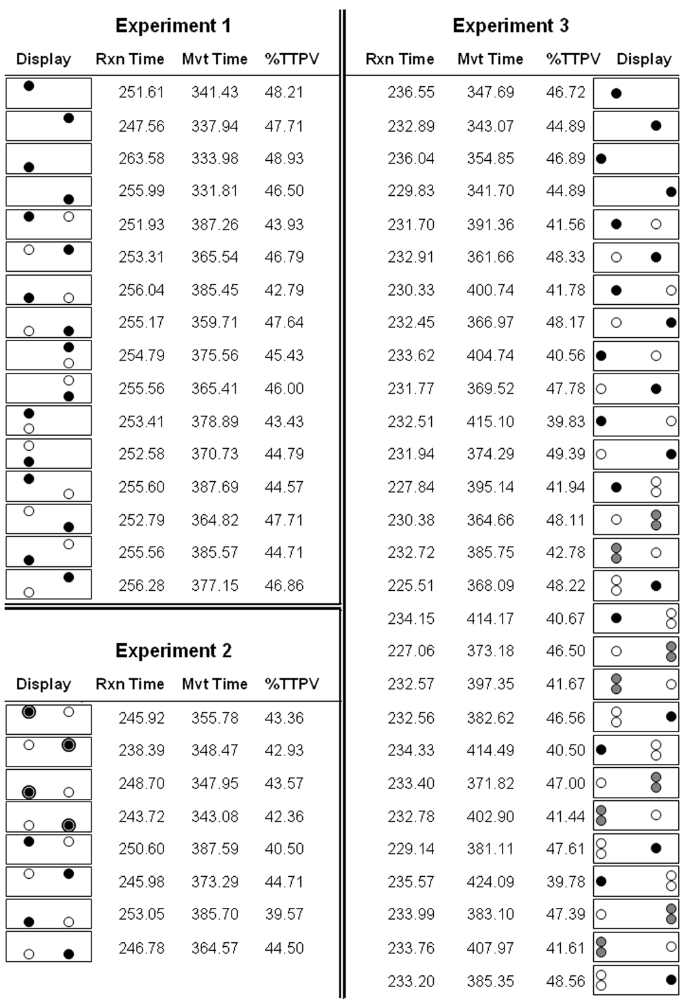 Experiment 1
Display Rxn Time Mvt Time %TTPV
251.61 341.43 48.21
247.56 337.94 47.71
263.58 333.98 48.93
255.99 331.81 46.50
251.93 387.26 43.93
253.31 365.54 46.79
256.04 385.45 42.79
255.17 359.71 47.64
254.79 375.56 45.43
255.56 365.41 46.00
253.41 378.89 43.43
252.58 370.73 44.79
255.60 387.69 44.57
252.79 364.82 47.71
255.56 385.57 44.71
256.28 377.15 46.86
Experiment 2
Display Rxn Time Mvt Time %TTPV
245.92 355.78 43.36
238.39 348.47 42.93
248.70 347.95 43.57
243.72 343.08 42.36
250.60 387.59 40.50
245.98 373.29 44.71
253.05 385.70 39.57
246.78 364.57 44.50
Experiment 3
Rxn Time Mvt Time %TTPV Display
236.55 347.69 46.72
232.89 343.07 44.89
236.04 354.85 46.89
229.83 341.70 44.89
231.70 391.36 41.56
232.91 361.66 48.33
230.33 400.74 41.78
232.45 366.97 48.17
233.62 404.74 40.56
231.77 369.52 47.78
232.51 415.10 39.83
231.94 374.29 49.39
227.84 395.14 41.94
230.38 364.66 48.11
232.72 385.75 42.78
225.51 368.09 48.22
234.15 414.17 40.67
227.06 373.18 46.50
232.57 397.35 41.67
232.56 382.62 46.56
234.33 414.49 40.50
233.40 371.82 47.00
232.78 402.90 41.44
229.14 381.11 47.61
235.57 424.09 39.78
233.99 383.10 47.39
233.76 407.97 41.61
233.20 385.35 48.56